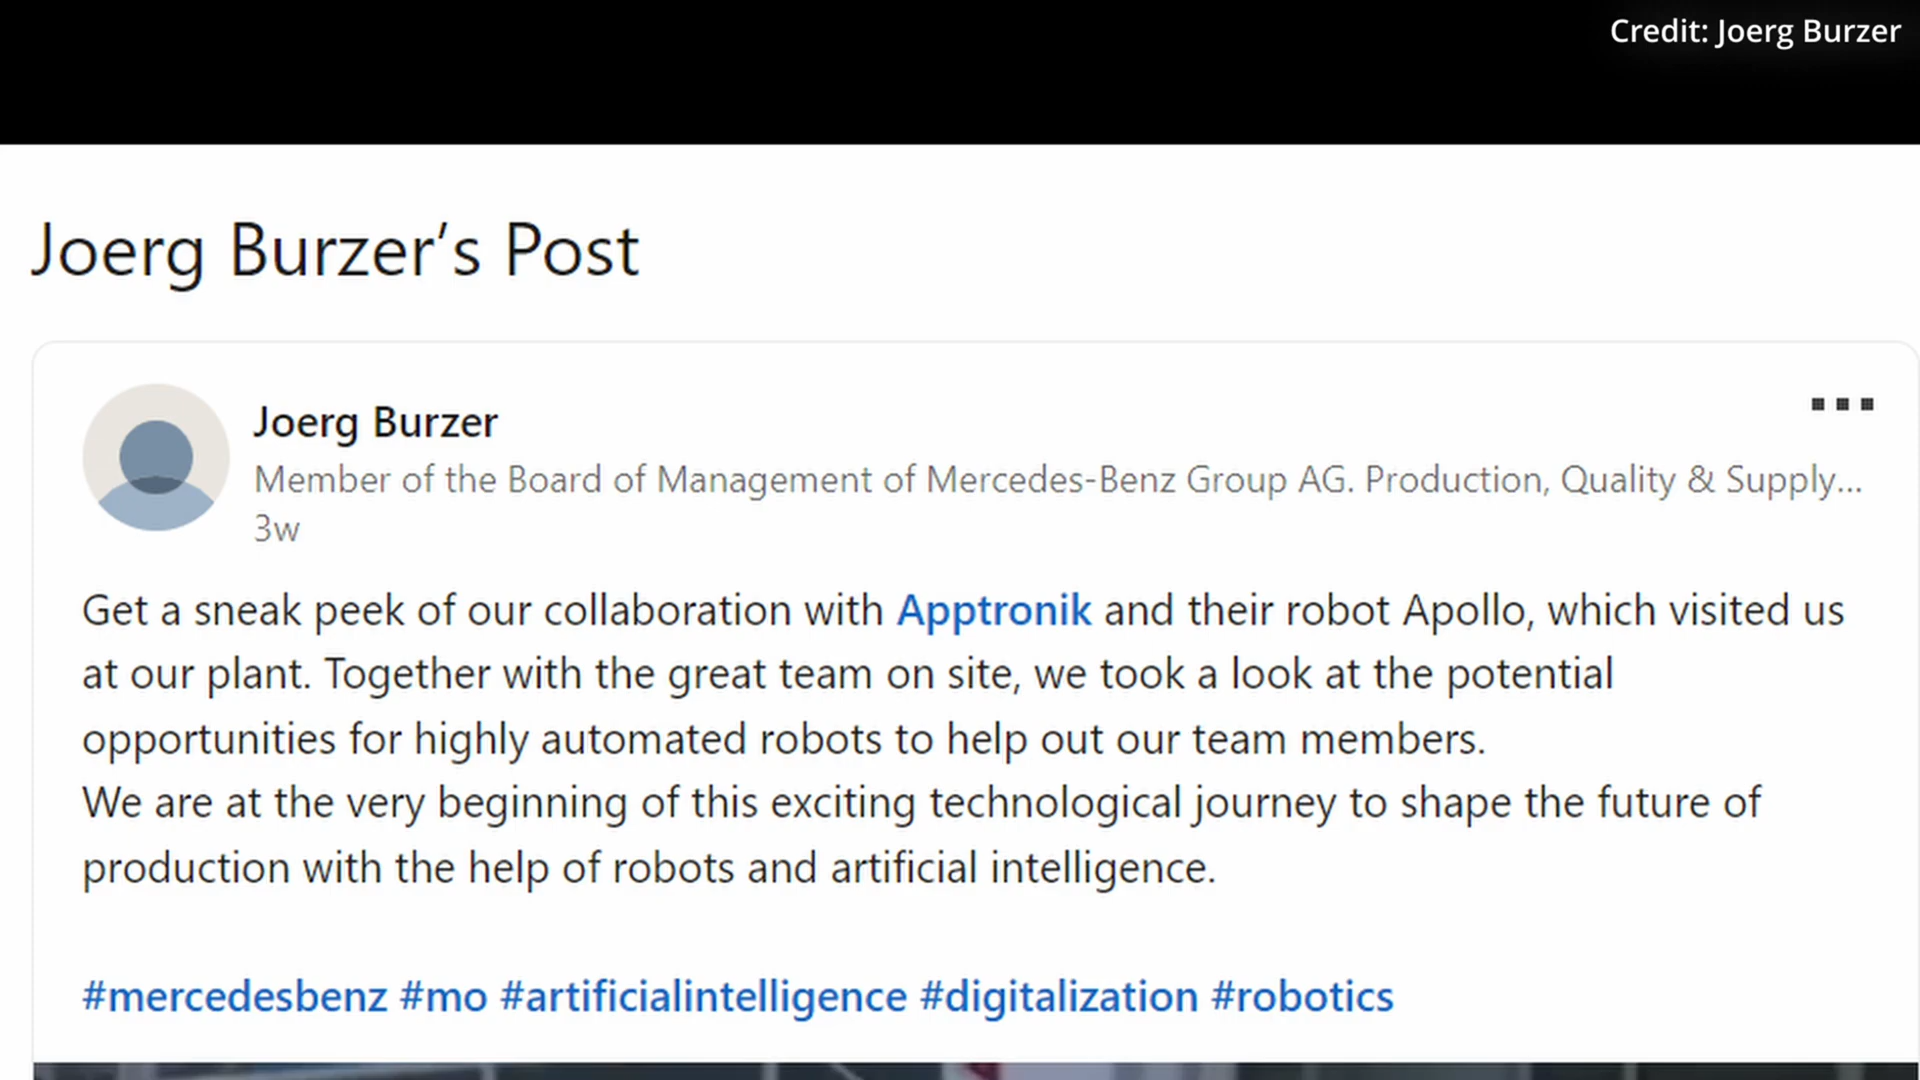 Credit: Joerg Burzer
Joerg Burzer’s Post
Joerg Burzer
Member of the Board of Management of Mercedes-Benz Group AG. Production, Quality & Supply...
3w
Get a sneak peek of our collaboration with Apptronik and their robot Apollo, which visited us
at our plant. Together with the great team on site, we took a look at the potential
opportunities for highly automated robots to help out our team members.
We are at the very beginning of this exciting technological journey to shape the future of
production with the help of robots and artificial intelligence.
#mercedesbenz #mo #artificialintelligence #digitalization #robotics